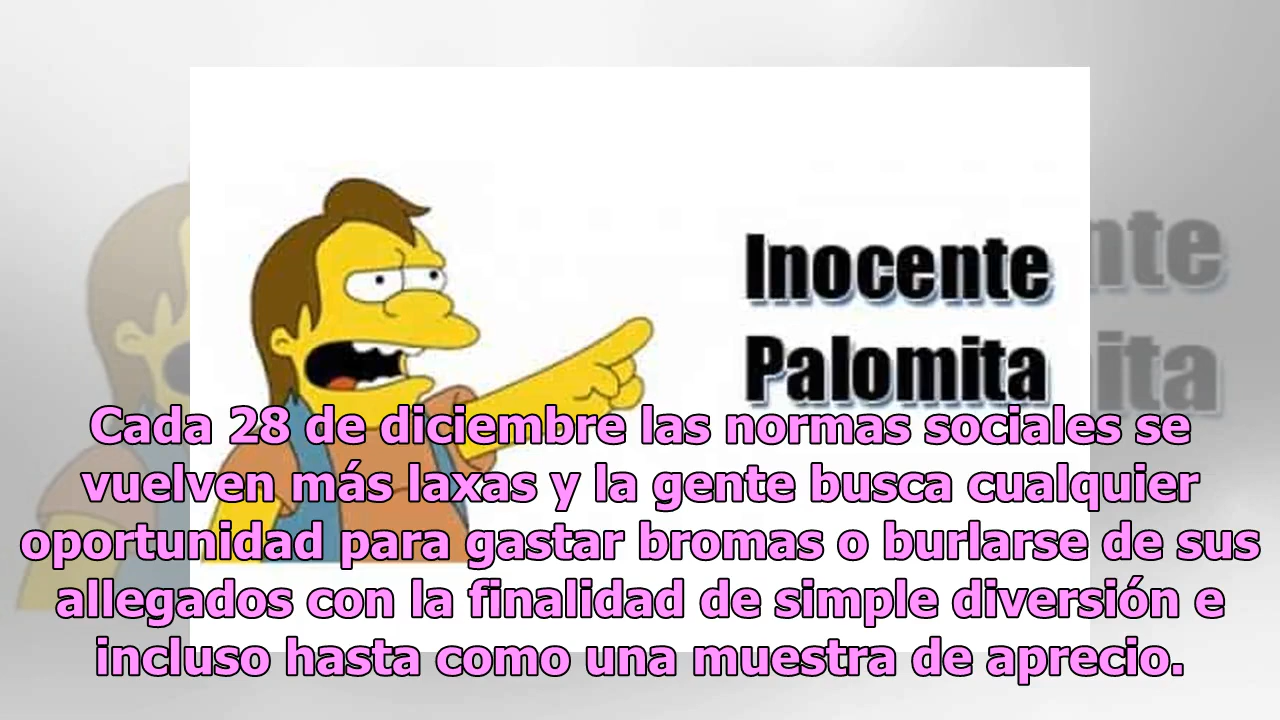 Inocente
Palomita
Cada 28 de diciembre las normas sociales se
vuelven más laxas y la gente busca cualquier
oportunidad para gastar bromas o burlarse de sus
allegados con la finalidad de simple diversión e
incluso hasta como una muestra de aprecio.